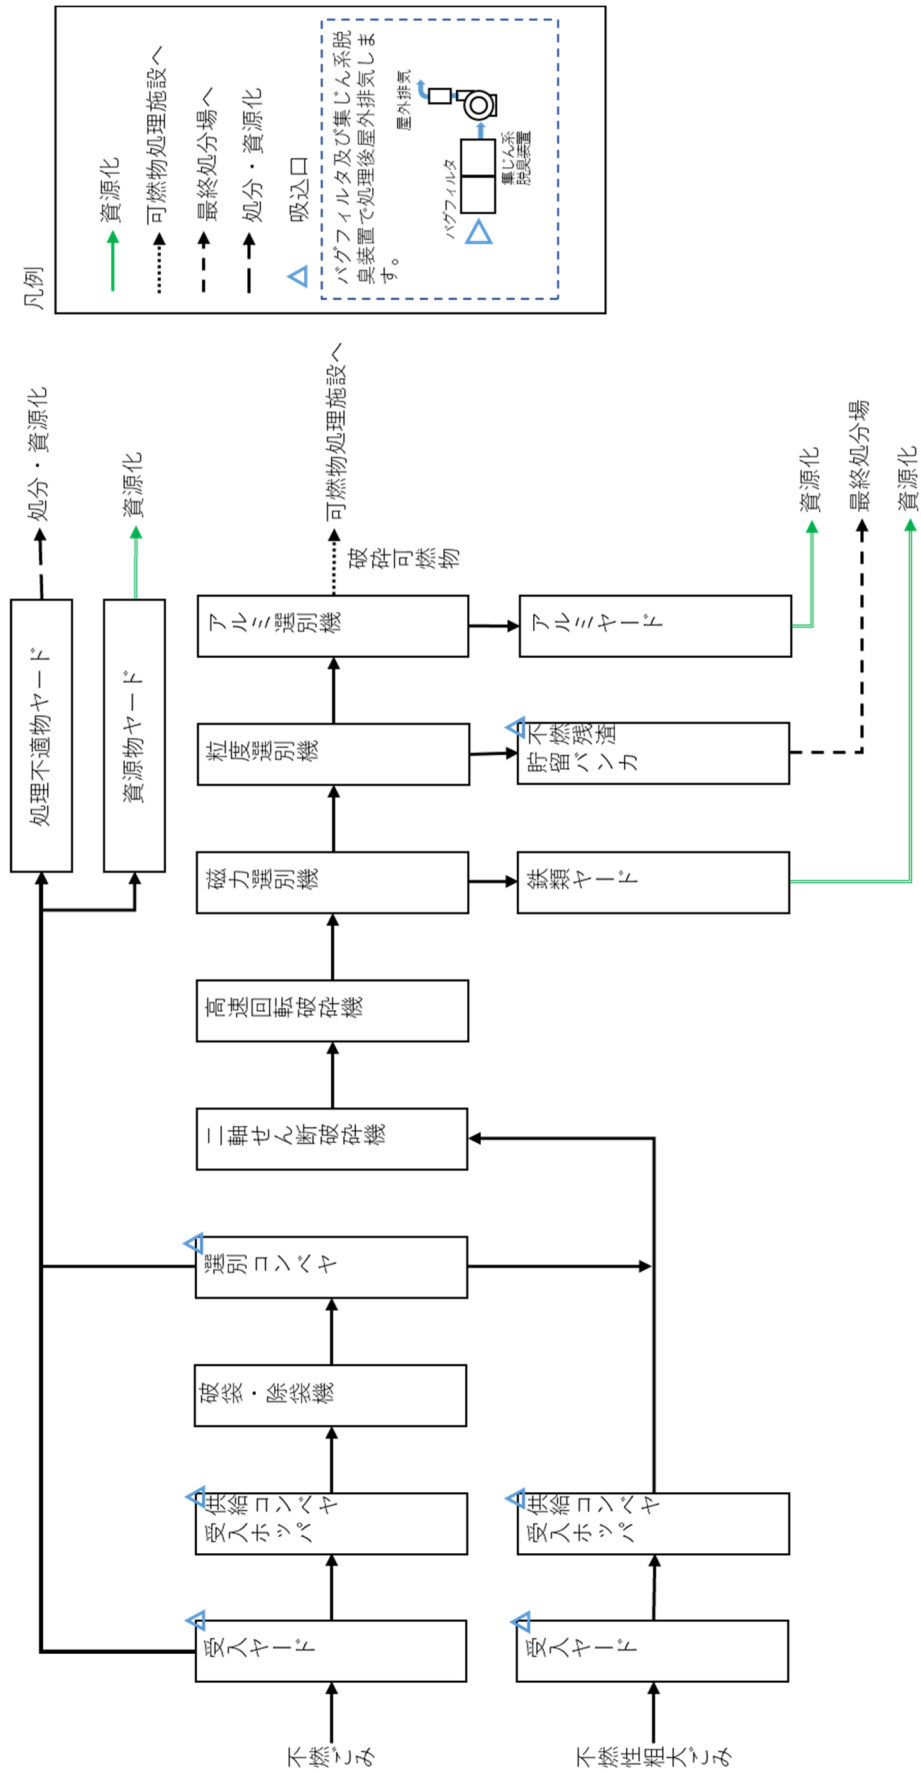 凡例
資源化
可燃物処理施設へ
最終処分場へ
処分・資源化
吸込口
バグフィルタ及び集じん系脱
臭装置で処理後屋外排気しま
す。
バグフィルタ
集じん系
脱臭装置
屋外排気
処理不適物ヤード
処分・資源化
資源物ヤード
資源化
不燃ごみ
受入ヤード
受入ホッパ
供給コンベヤ
破袋・除袋機
選別コンベヤ
二軸せん断破砕機
高速回転破砕機
磁力選別機
粒度選別機
アルミ選別機
破砕可燃物
可燃物処理施設へ
不燃性粗大ごみ
受入ヤード
受入ホッパ
供給コンベヤ
鉄類ヤード
不燃残渣
貯留バンカ
アルミヤード
資源化
最終処分場
資源化